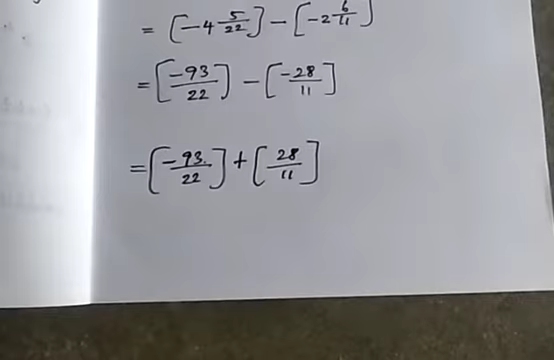 = [-4 5/22] - [-2 6/11]
= [-93/22] - [-28/11]
= [-93/22] + [28/11]